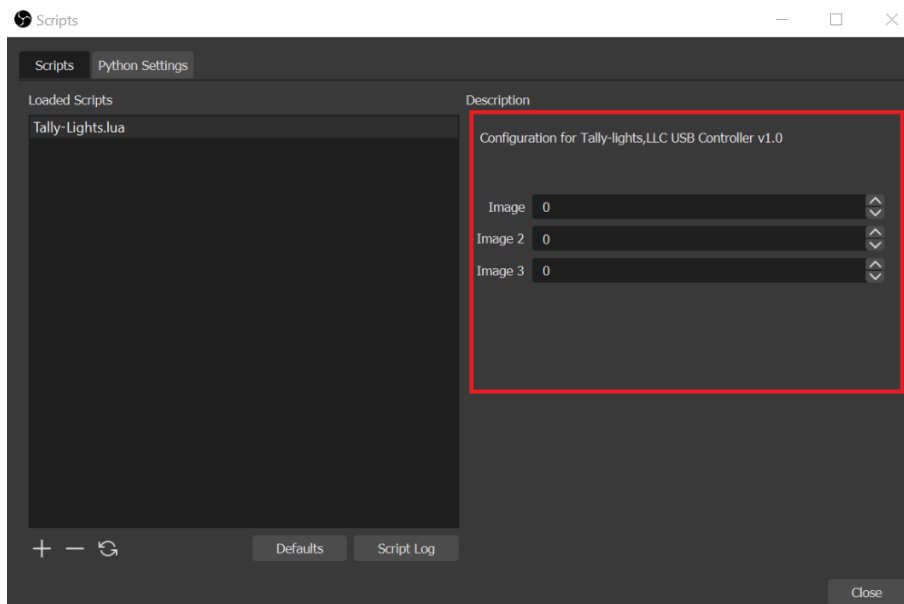 Scripts
Scripts Python Settings
Loaded Scripts
Tally-Lights.lua
Description
Configuration for Tally-lights,LLC USB Controller v1.0
Image 0
Image 2 0
Image 3 0
Defaults Script Log
Close